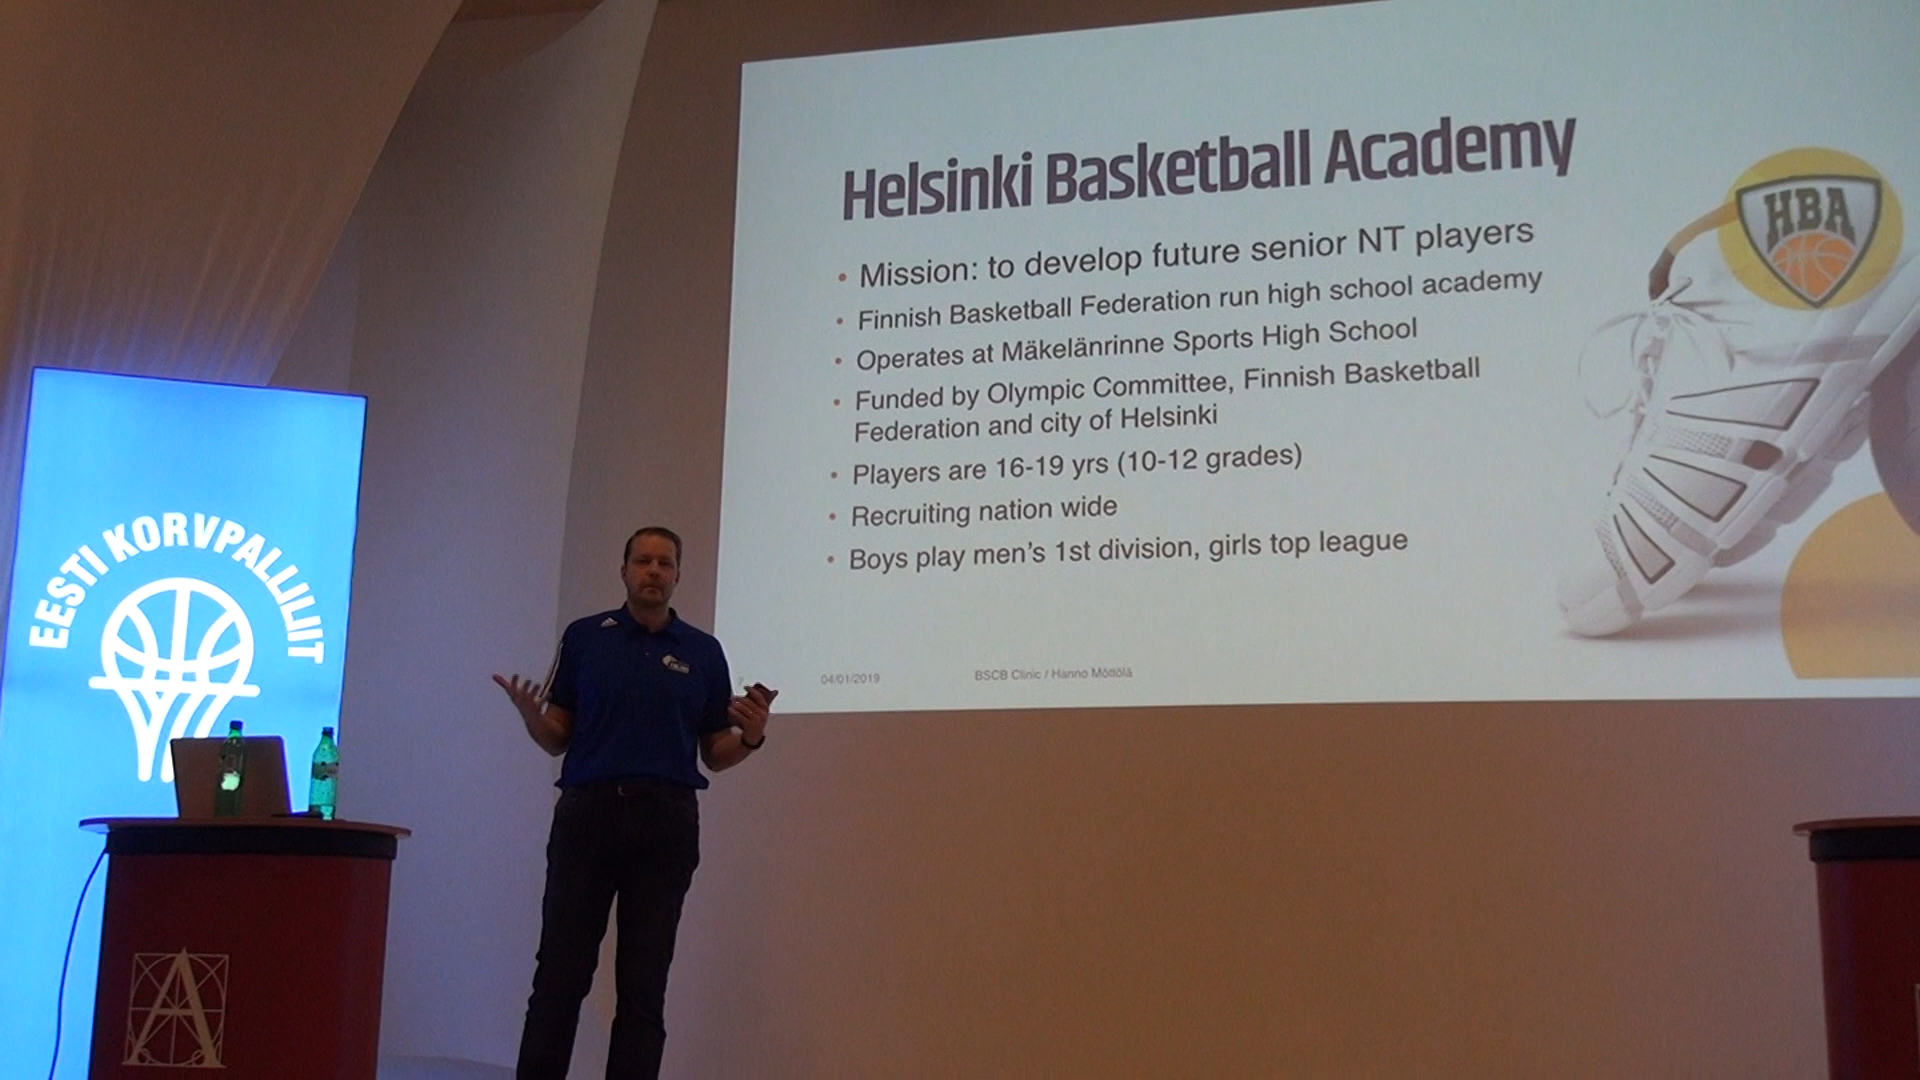 Helsinki Basketball Academy
HBA
• Mission: to develop future senior NT players
• Finnish Basketball Federation run high school academy
• Operates at Mäkelänrinne Sports High School
• Funded by Olympic Committee, Finnish Basketball
Federation and city of Helsinki
• Players are 16-19 yrs (10-12 grades)
• Recruiting nation wide
• Boys play men's 1st division, girls top league
7
04/01/2019
BSCB Clinic / Hanno Möttölä
EESTI KORVPALLILIIT
A